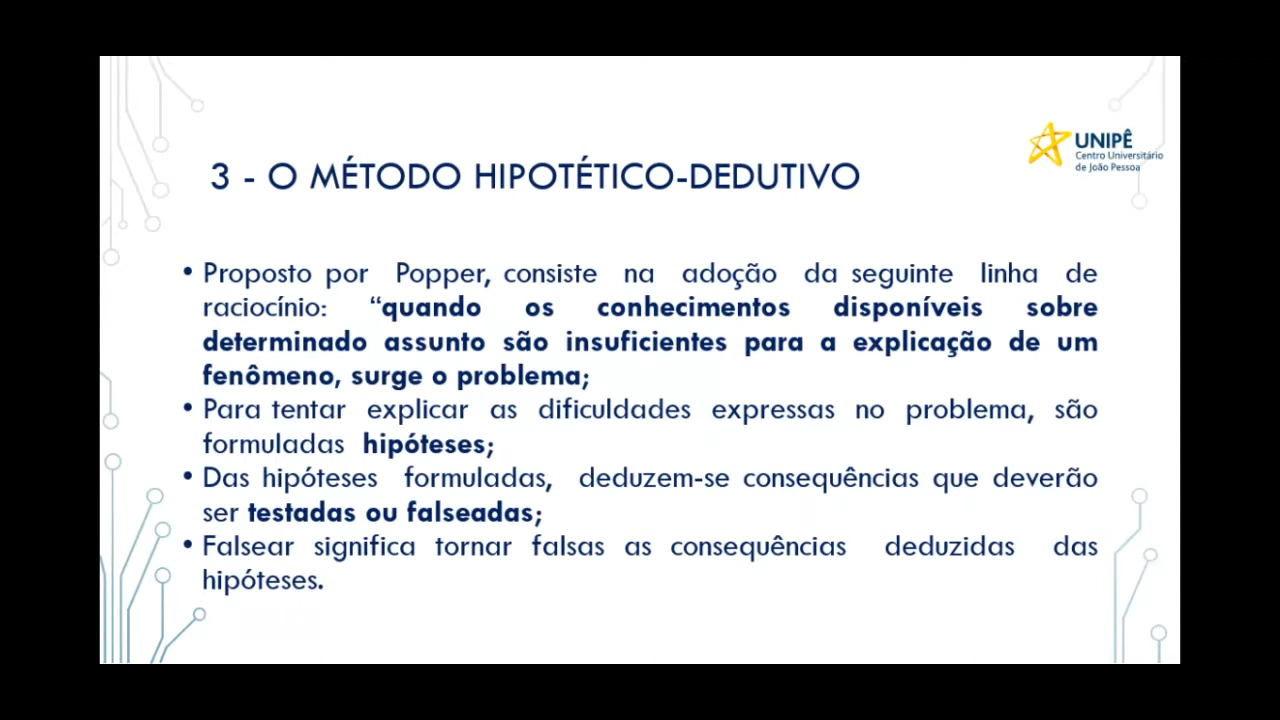 UNIPÊ
Centro Universitário
de João Pessoa
3 - O MÉTODO HIPOTÉTICO-DEDUTIVO
• Proposto por Popper, consiste na adoção da seguinte linha de
raciocínio: “quando os conhecimentos disponíveis sobre
determinado assunto são insuficientes para a explicação de um
fenômeno, surge o problema;
• Para tentar explicar as dificuldades expressas no problema, são
formuladas hipóteses;
• Das hipóteses formuladas, deduzem-se consequências que deverão
ser testadas ou falseadas;
• Falsear significa tornar falsas as consequências deduzidas das
hipóteses.